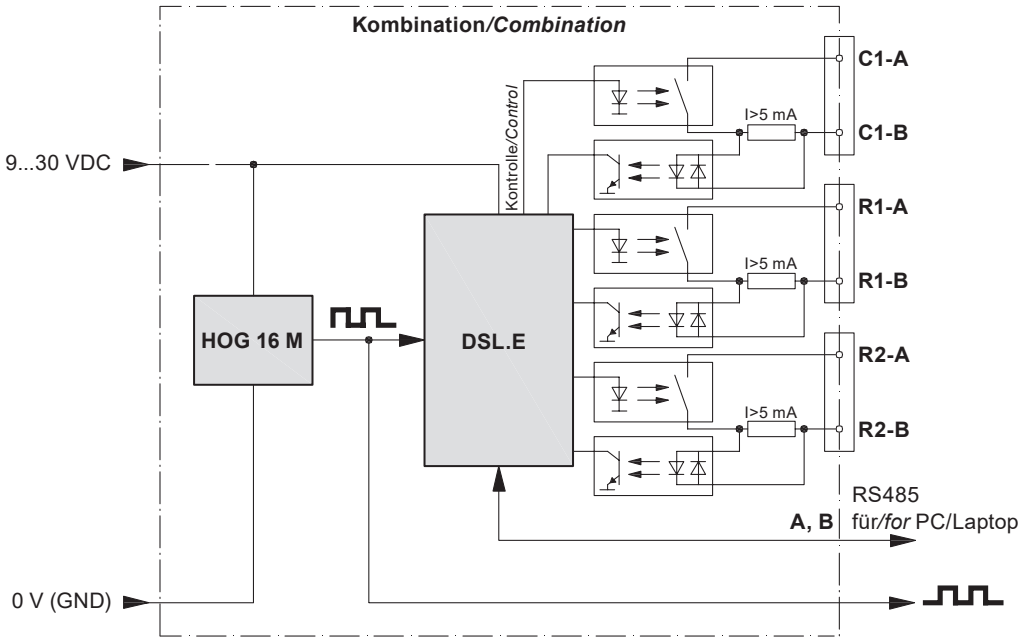 Kombination/Combination
C1-A
I>5 mA
C1-B
Kontrolle/Control
9...30 VDC
R1-A
I>5 mA
R1-B
HOG 16 M
DSL.E
R2-A
I>5 mA
R2-B
RS485
A, B für/for PC/Laptop
0 V (GND)